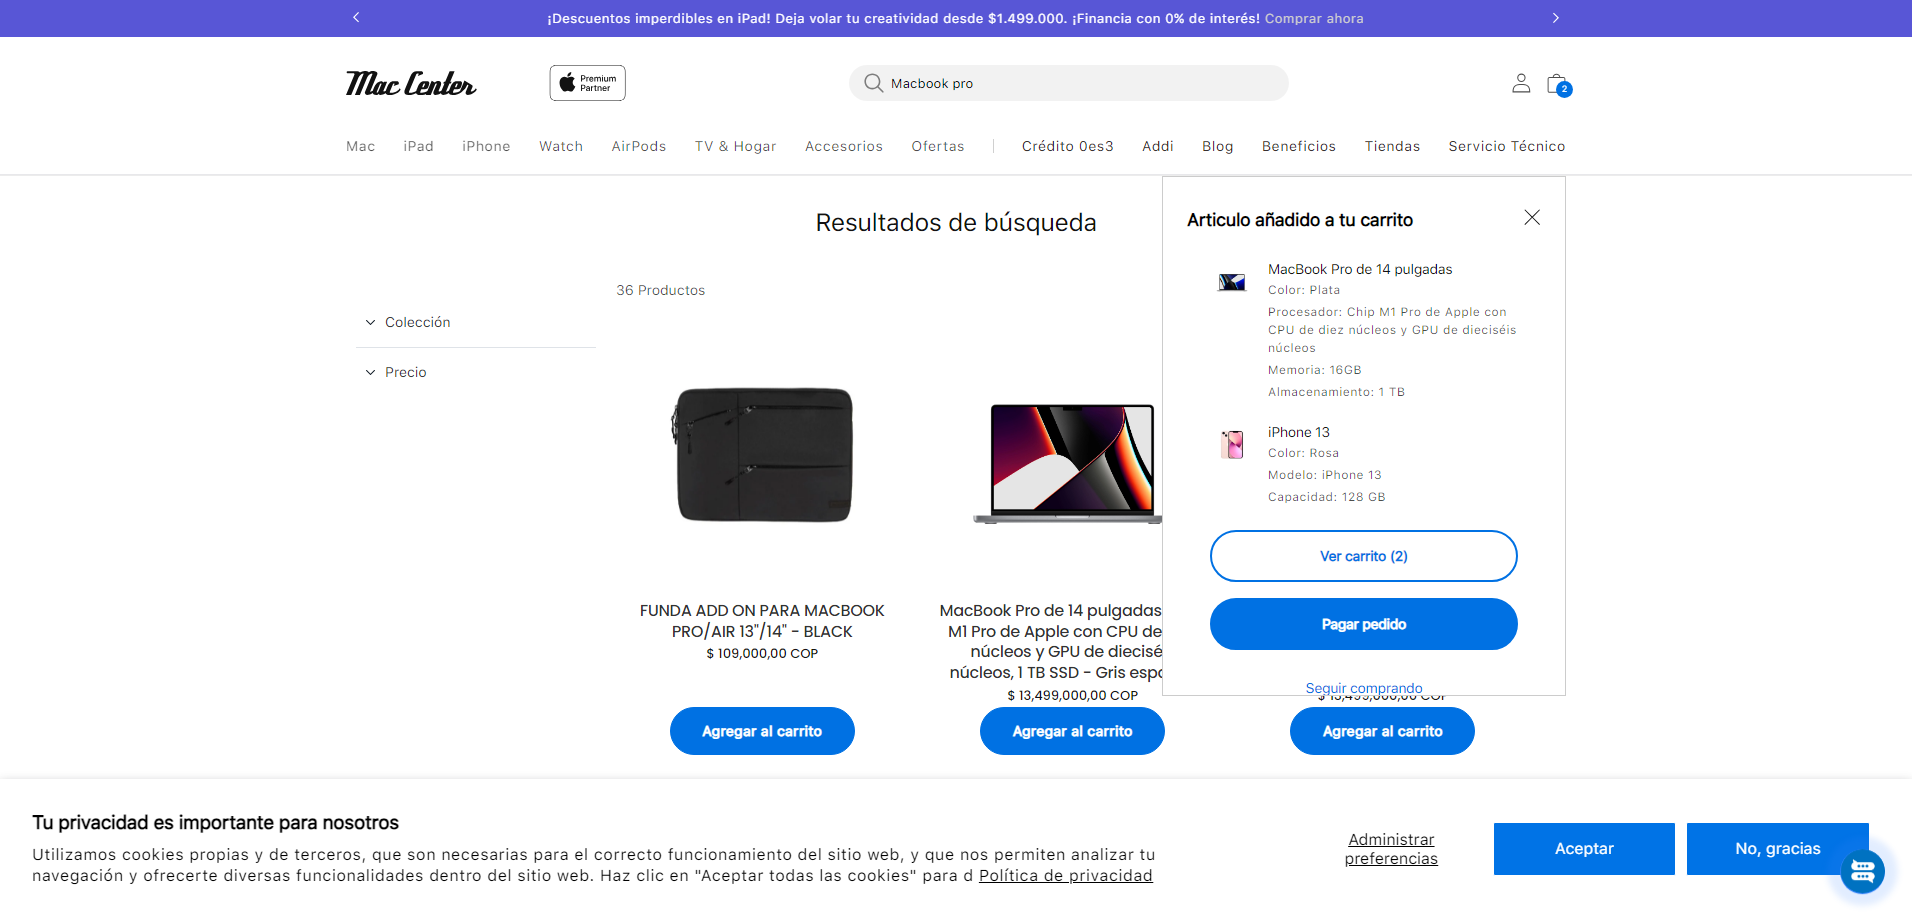 ¡Descuentos imperdibles en iPad! Deja volar tu creatividad desde $1.499.000. ¡Financia con 0% de interés! Comprar ahora
Mac Center
Premium
Partner
Macbook pro
2
Mac iPad iPhone Watch AirPods TV & Hogar Accesorios Ofertas Crédito 0es3 Addi Blog Beneficios Tiendas Servicio Técnico
Resultados de búsqueda
36 Productos
Colección
Precio
Articulo añadido a tu carrito
MacBook Pro de 14 pulgadas
Color: Plata
Procesador: Chip M1 Pro de Apple con
CPU de diez núcleos y GPU de dieciséis
núcleos
Memoria: 16GB
Almacenamiento: 1 TB
iPhone 13
Color: Rosa
Modelo: iPhone 13
Capacidad: 128 GB
Ver carrito (2)
Pagar pedido
Seguir comprando
FUNDA ADD ON PARA MACBOOK
PRO/AIR 13"/14" - BLACK
$ 109,000,00 COP
Agregar al carrito
MacBook Pro de 14 pulgadas
M1 Pro de Apple con CPU de
núcleos y GPU de diecisé
núcleos, 1 TB SSD - Gris espa
$ 13,499,000,00 COP
Agregar al carrito
$ 13,499,000,00 COP
Agregar al carrito
Tu privacidad es importante para nosotros
Utilizamos cookies propias y de terceros, que son necesarias para el correcto funcionamiento del sitio web, y que nos permiten analizar tu
navegación y ofrecerte diversas funcionalidades dentro del sitio web. Haz clic en "Aceptar todas las cookies" para d Política de privacidad
Administrar
preferencias
Aceptar
No, gracias